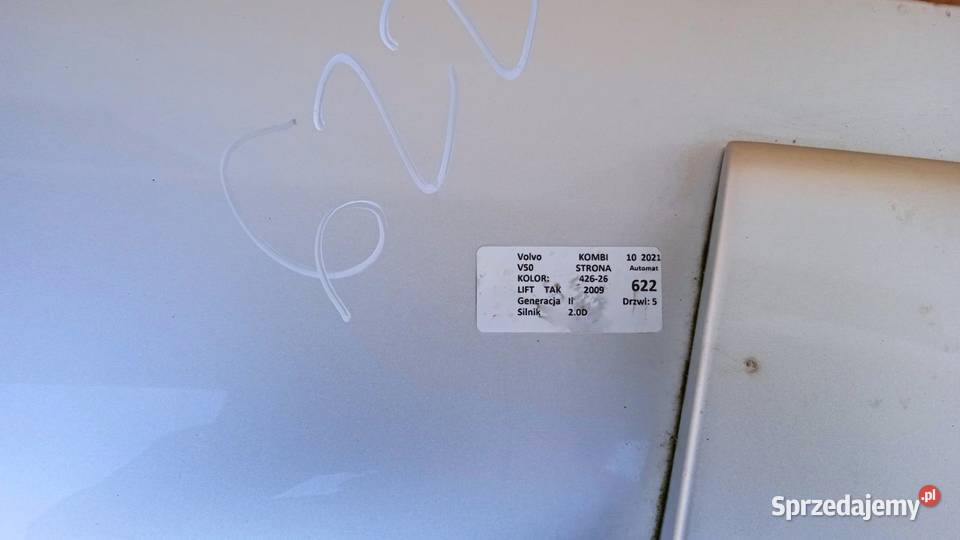 622
Volvo KOMBI 10 2021
V50 STRONA Automat
KOLOR: 426-26
LIFT TAK 2009 622
Generacja II Drzwi: 5
Silnik 2.0D
Sprzedajemy.pl